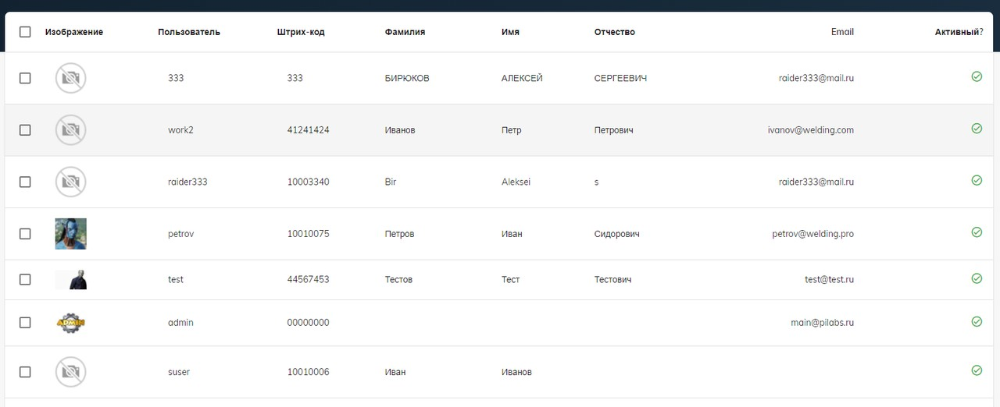 Изображение Пользователь Штрих-код Фамилия Имя Отчество Email Активный?
333 333 БИРЮКОВ АЛЕКСЕЙ СЕРГЕЕВИЧ raider333@mail.ru
work2 41241424 Иванов Петр Петрович ivanov@welding.com
raider333 10003340 Bir Aleksei s raider333@mail.ru
petrov 10010075 Петров Иван Сидорович petrov@welding.pro
test 44567453 Тестов Тест Тестович test@test.ru
ADMIN admin 00000000 main@pilabs.ru
suser 10010006 Иван Иванов